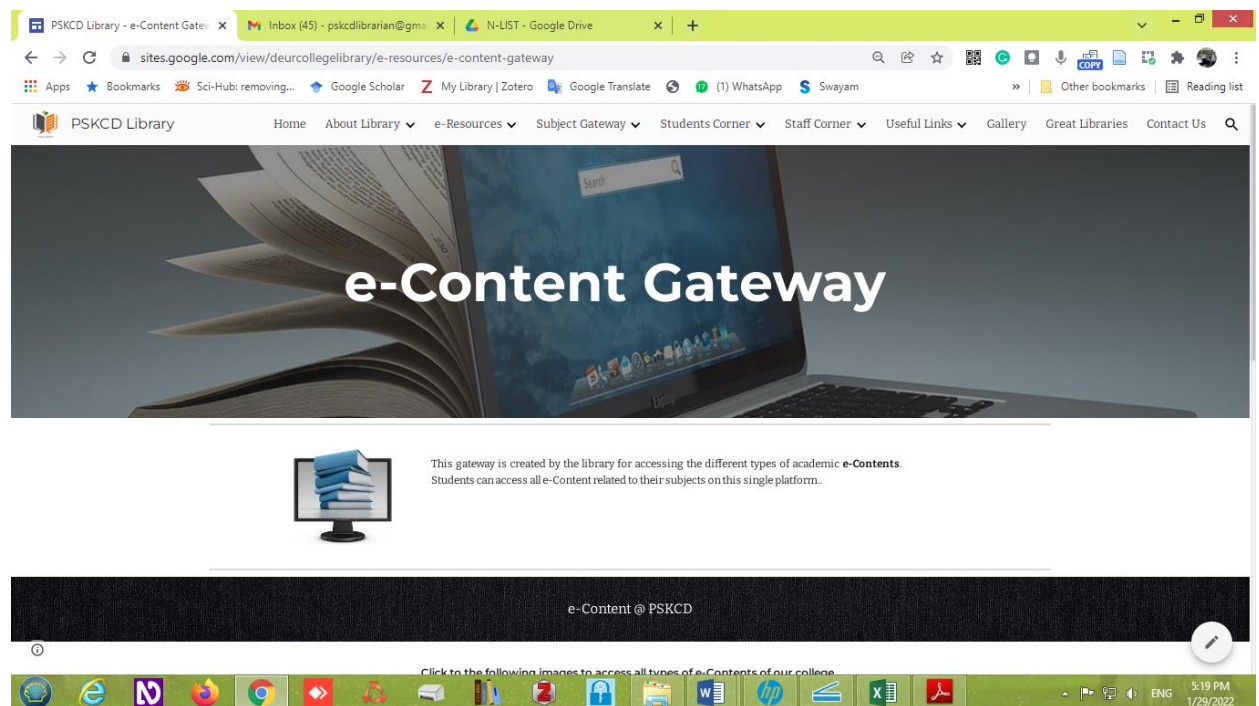 PSKCD Library - e-Content Gatew
Inbox (45) - pskcdlibrarian@gma
N-LIST - Google Drive
sites.google.com/view/deurcollegelibrary/e-resources/e-content-gateway
COPY
Apps Bookmarks Sci-Hub: removing... Google Scholar My Library | Zotero Google Translate (1) WhatsApp Swayam » Other bookmarks Reading list
PSKCD Library Home About Library e-Resources Subject Gateway Students Corner Staff Corner Useful Links Gallery Great Libraries Contact Us
Search
e-Content Gateway
Laptop
This gateway is created by the library for accessing the different types of academic e-Contents.
Students can access all e-Content related to their subjects on this single platform..
e-Content @ PSKCD
Click to the following images to access all types of e-Contents of our college
ENG 5:19 PM
1/29/2022